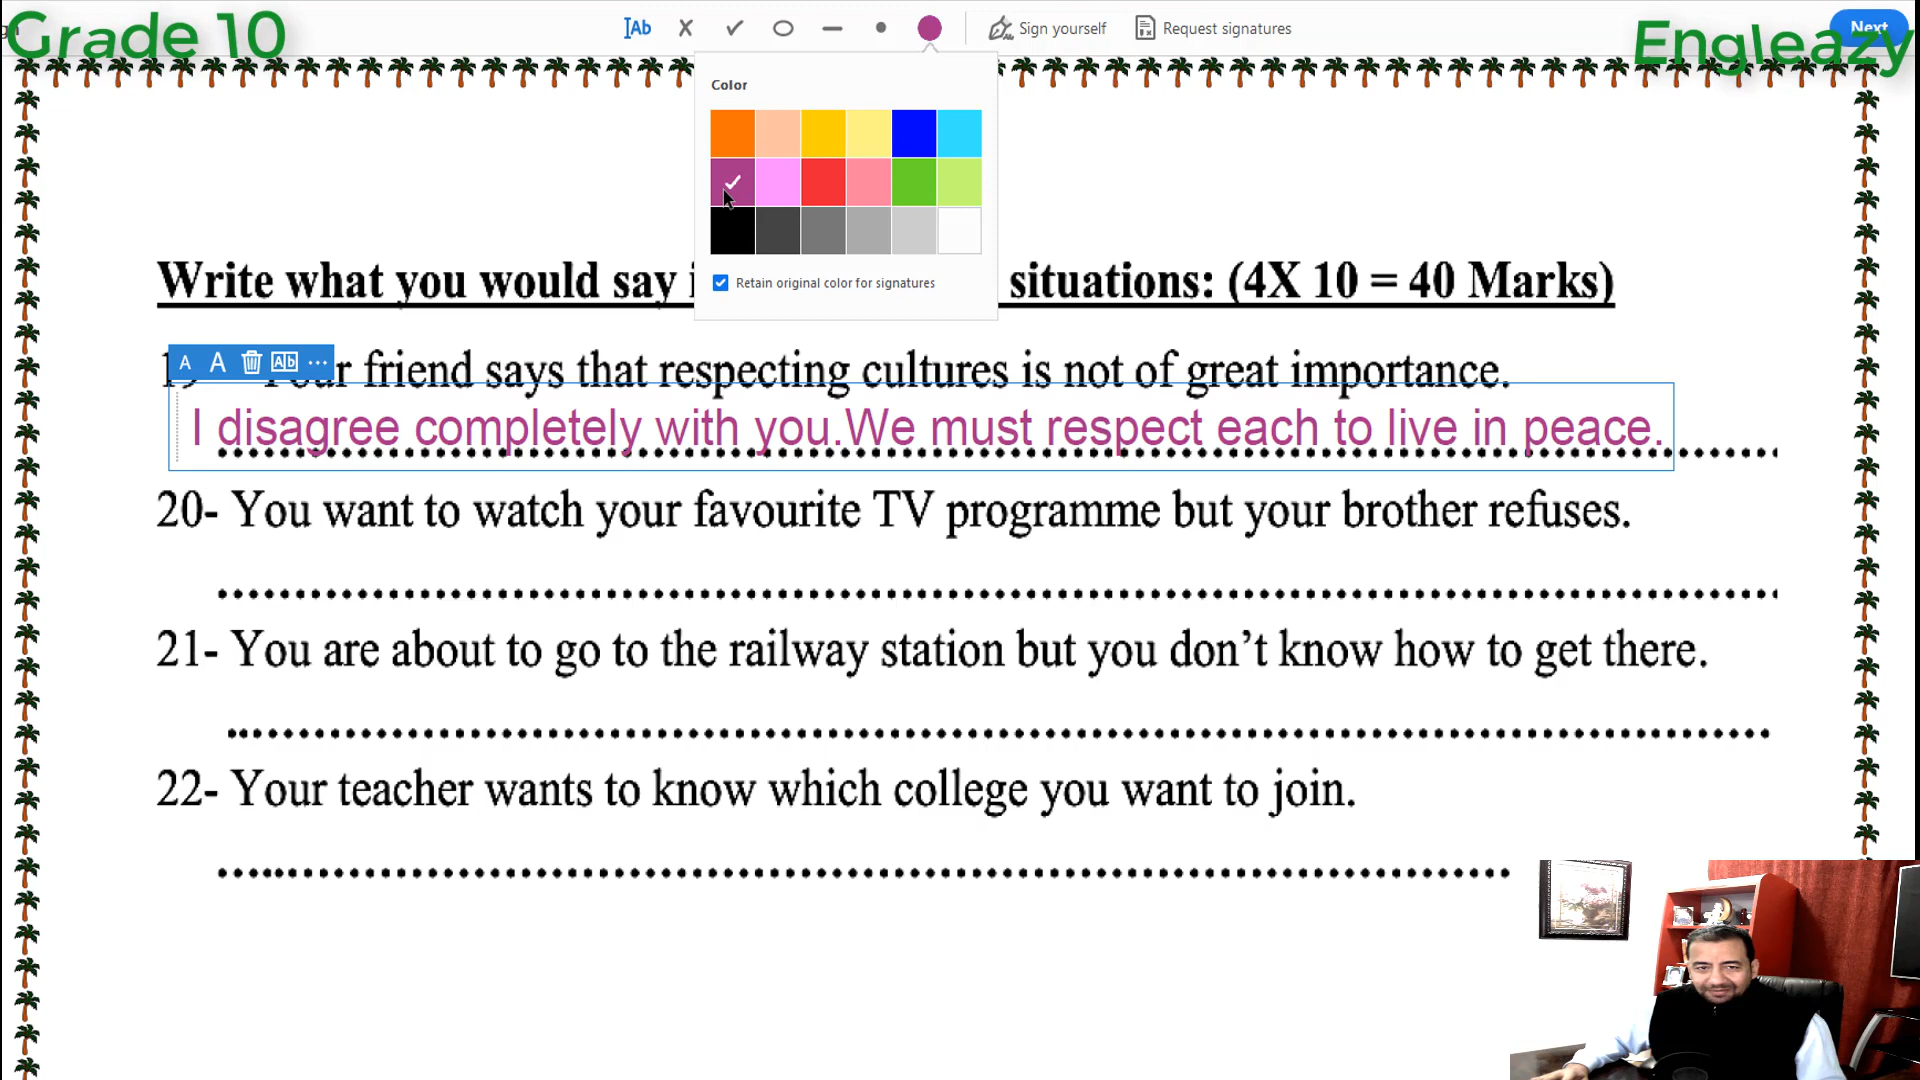 Grade 10
Ab
Sign yourself
Request signatures
Next
Engleazy
Color
Retain original color for signatures
Write what you would say i situations: (4X 10 = 40 Marks)
A A Ab ...
19- Your friend says that respecting cultures is not of great importance.
I disagree completely with you.We must respect each to live in peace.
20- You want to watch your favourite TV programme but your brother refuses.
21- You are about to go to the railway station but you don’t know how to get there.
22- Your teacher wants to know which college you want to join.